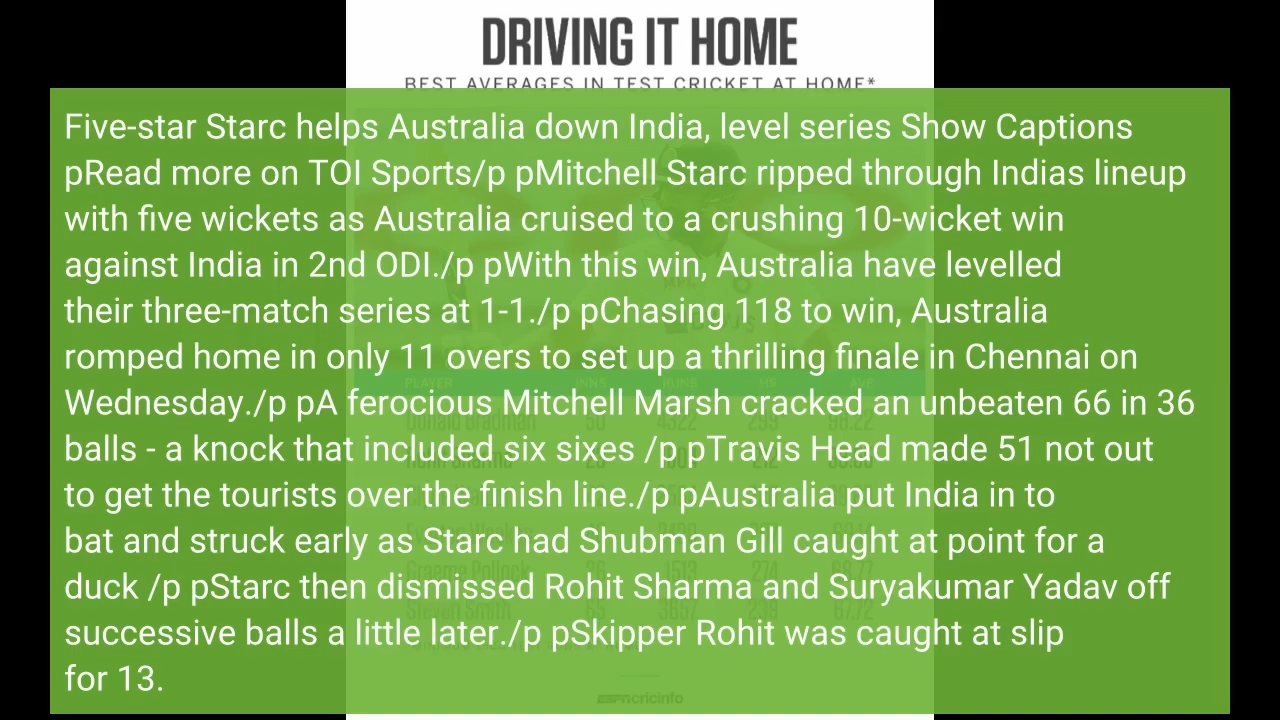 DRIVING IT HOME
BEST AVERAGES IN TEST CRICKET AT HOME*
Five-star Starc helps Australia down India, level series Show Captions
pRead more on TOI Sports/p pMitchell Starc ripped through Indias lineup
with five wickets as Australia cruised to a crushing 10-wicket win
against India in 2nd ODI./p pWith this win, Australia have levelled
their three-match series at 1-1./p pChasing 118 to win, Australia
romped home in only 11 overs to set up a thrilling finale in Chennai on
PLAYER INNS RUNS HS AVE
Wednesday./p pA ferocious Mitchell Marsh cracked an unbeaten 66 in 36
balls - a knock that included six sixes /p pTravis Head made 51 not out
to get the tourists over the finish line./p pAustralia put India in to
bat and struck early as Starc had Shubman Gill caught at point for a
duck /p pStarc then dismissed Rohit Sharma and Suryakumar Yadav off
successive balls a little later./p pSkipper Rohit was caught at slip
for 13.
ESPNcricinfo